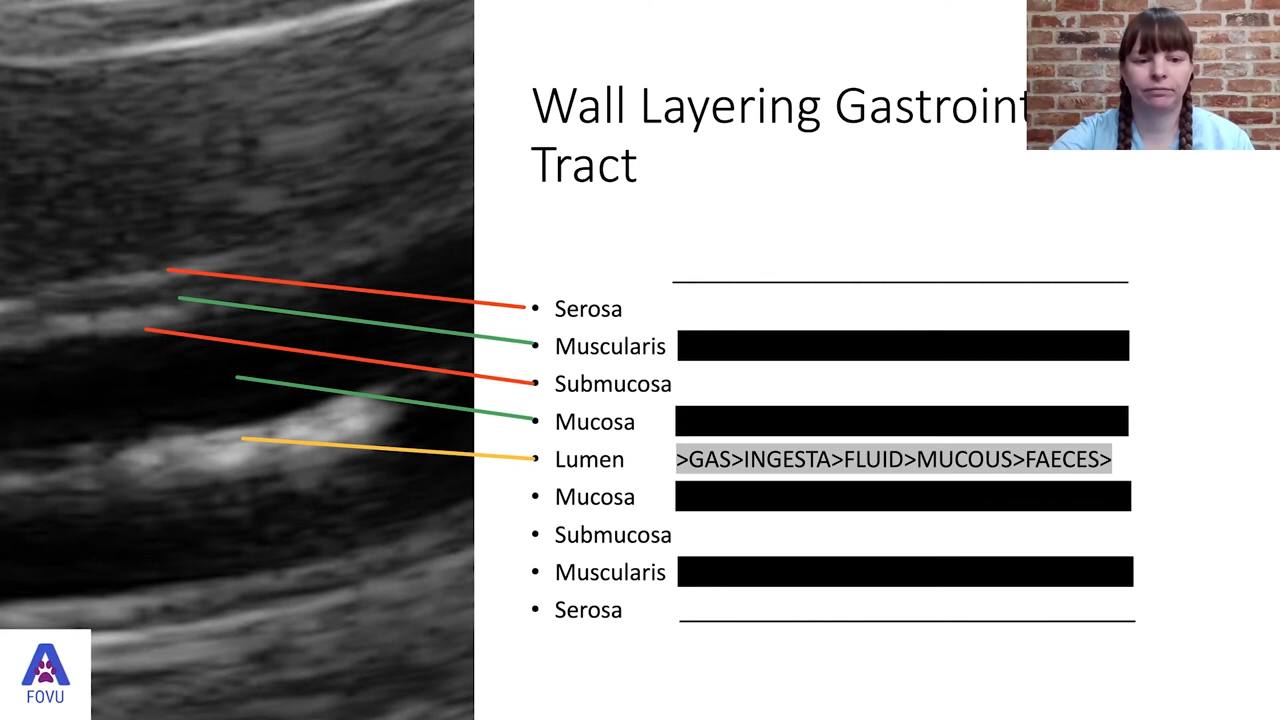 Wall Layering Gastroint
Tract
• Serosa
• Muscularis
• Submucosa
• Mucosa
• Lumen >GAS>INGESTA>FLUID>MUCOUS>FAECES>
• Mucosa
• Submucosa
• Muscularis
• Serosa
FOVU